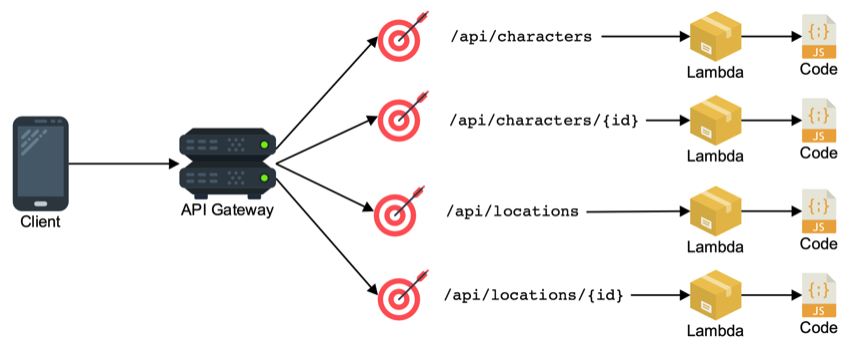 /api/characters
{;}
JS
Lambda
Code
/api/characters/{id}
{;}
JS
Lambda
Code
Client
API Gateway
/api/locations
{;}
JS
Lambda
Code
/api/locations/{id}
{;}
JS
Lambda
Code